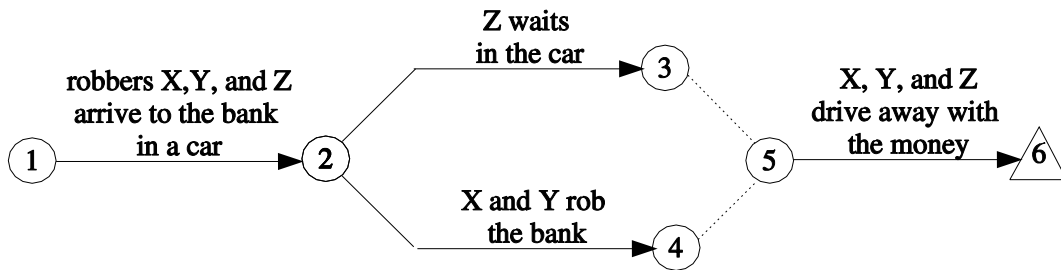 Z waits
in the car
3
robbers X,Y, and Z
arrive to the bank
in a car
X, Y, and Z
drive away with
the money
1
2
5
6
X and Y rob
the bank
4